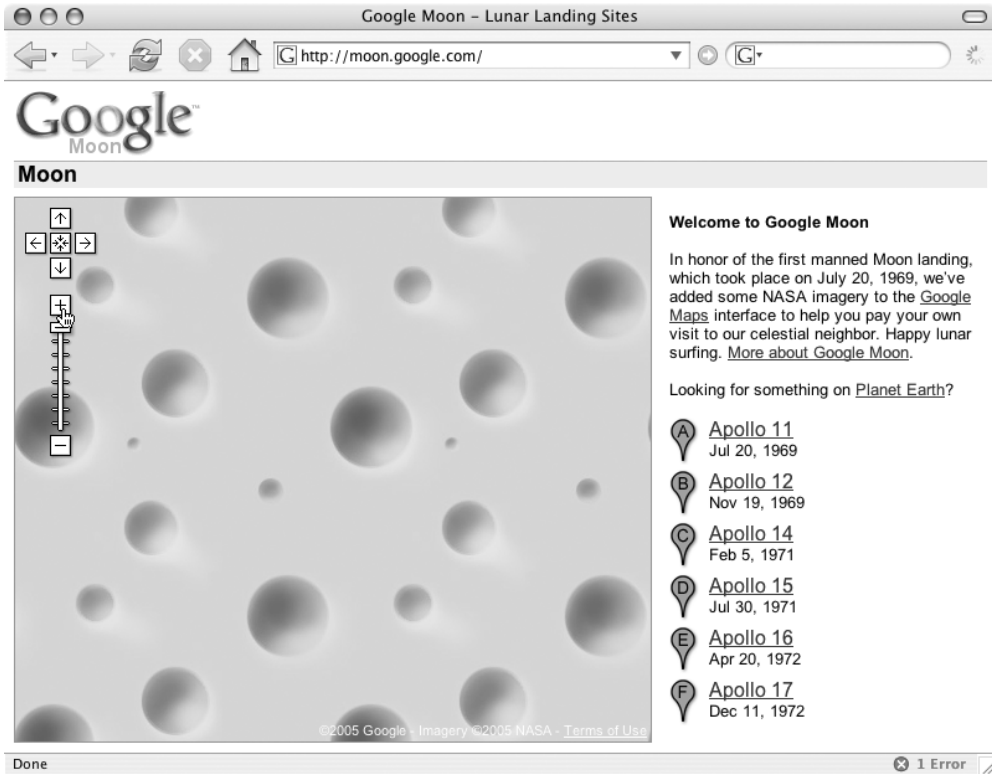 Google Moon – Lunar Landing Sites
G http://moon.google.com/
G
Google™
Moon
Moon
Welcome to Google Moon
In honor of the first manned Moon landing,
which took place on July 20, 1969, we've
added some NASA imagery to the Google
Maps interface to help you pay your own
visit to our celestial neighbor. Happy lunar
surfing. More about Google Moon.
Looking for something on Planet Earth?
A Apollo 11
Jul 20, 1969
B Apollo 12
Nov 19, 1969
C Apollo 14
Feb 5, 1971
D Apollo 15
Jul 30, 1971
E Apollo 16
Apr 20, 1972
F Apollo 17
Dec 11, 1972
©2005 Google - Imagery ©2005 NASA - Terms of Use
Done
1 Error